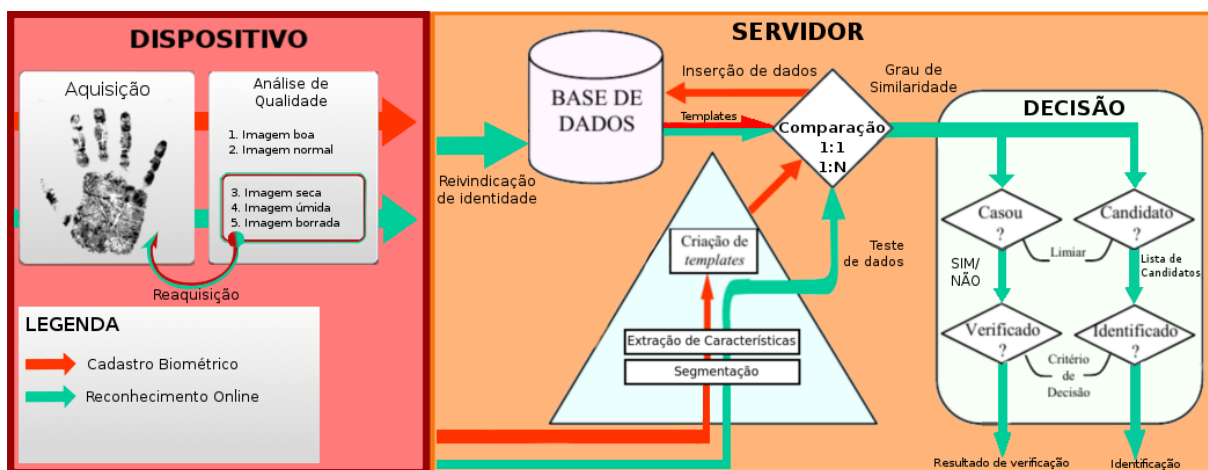 DISPOSITIVO
Aquisição
Análise de
Qualidade
1. Imagem boa
2. Imagem normal
3. Imagem seca
4. Imagem úmida
5. Imagem borrada
Reaquisição
LEGENDA
Cadastro Biométrico
Reconhecimento Online
SERVIDOR
BASE DE
DADOS
Inserção de dados
Templates
Grau de
Similaridade
Comparação
1:1
1:N
Reivindicação
de identidade
Criação de
templates
Teste
de dados
Extração de Características
Segmentação
DECISÃO
Casou
?
Candidato
?
Limiar
SIM/
NÃO
Lista de
Candidatos
Verificado
?
Identificado
?
Critério
de
Decisão
Resultado de verificação
Identificação